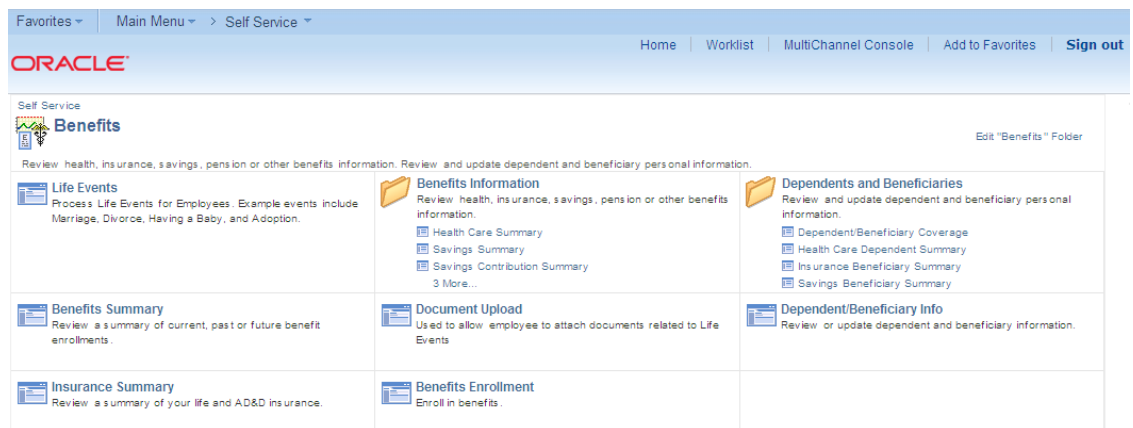 Favorites Main Menu > Self Service
Home Worklist MultiChannel Console Add to Favorites Sign out
ORACLE
Self Service
Benefits
Edit "Benefits" Folder
Review health, insurance, savings, pension or other benefits information. Review and update dependent and beneficiary personal information.
Life Events
Process Life Events for Employees. Example events include
Marriage, Divorce, Having a Baby, and Adoption.
Benefits Information
Review health, insurance, savings, pension or other benefits
information.
Health Care Summary
Savings Summary
Savings Contribution Summary
3 More...
Dependents and Beneficiaries
Review and update dependent and beneficiary personal
information.
Dependent/Beneficiary Coverage
Health Care Dependent Summary
Insurance Beneficiary Summary
Savings Beneficiary Summary
Benefits Summary
Review a summary of current, past or future benefit
enrollments.
Document Upload
Used to allow employee to attach documents related to Life
Events
Dependent/Beneficiary Info
Review or update dependent and beneficiary information.
Insurance Summary
Review a summary of your life and AD&D insurance.
Benefits Enrollment
Enroll in benefits.